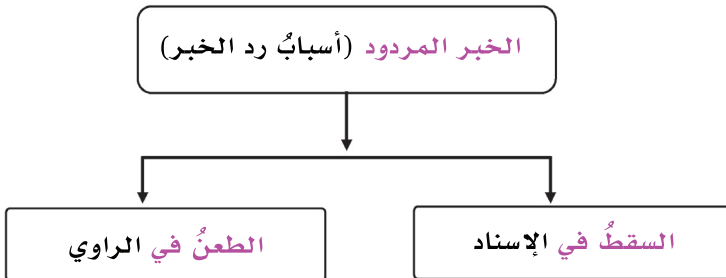 الخبر المردود (أسبابُ رد الخبر)
السقطُ في الإسناد
الطعنُ في الراوي